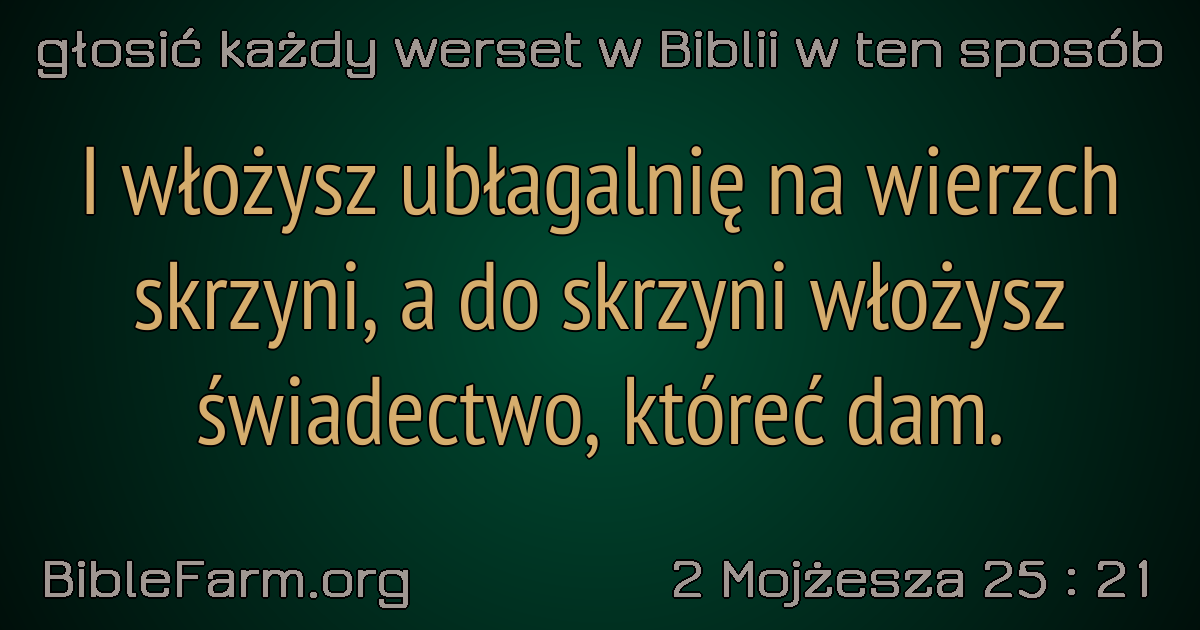 głosić każdy werset w Biblii w ten sposób
I włożysz ubłagalnię na wierzch
skrzyni, a do skrzyni włożysz
świadectwo, któreć dam.
BibleFarm.org
2 Mojżesza 25 : 21